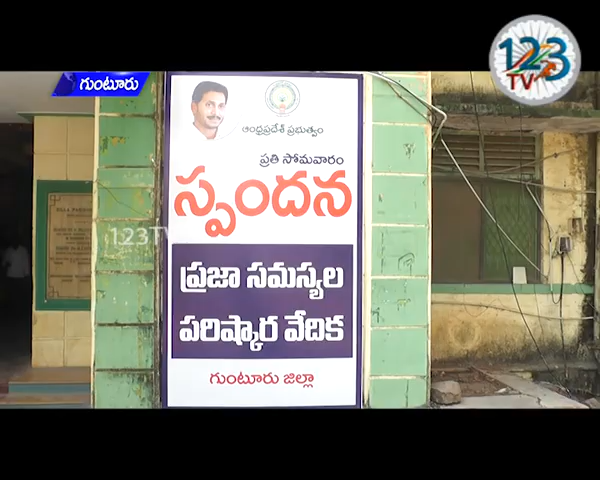 123
TV
గుంటూరు
ఆంధ్రప్రదేశ్ ప్రభుత్వం
ప్రతి సోమవారం
స్పందన
123TV
ప్రజా సమస్యల
పరిష్కార వేదిక
గుంటూరు జిల్లా